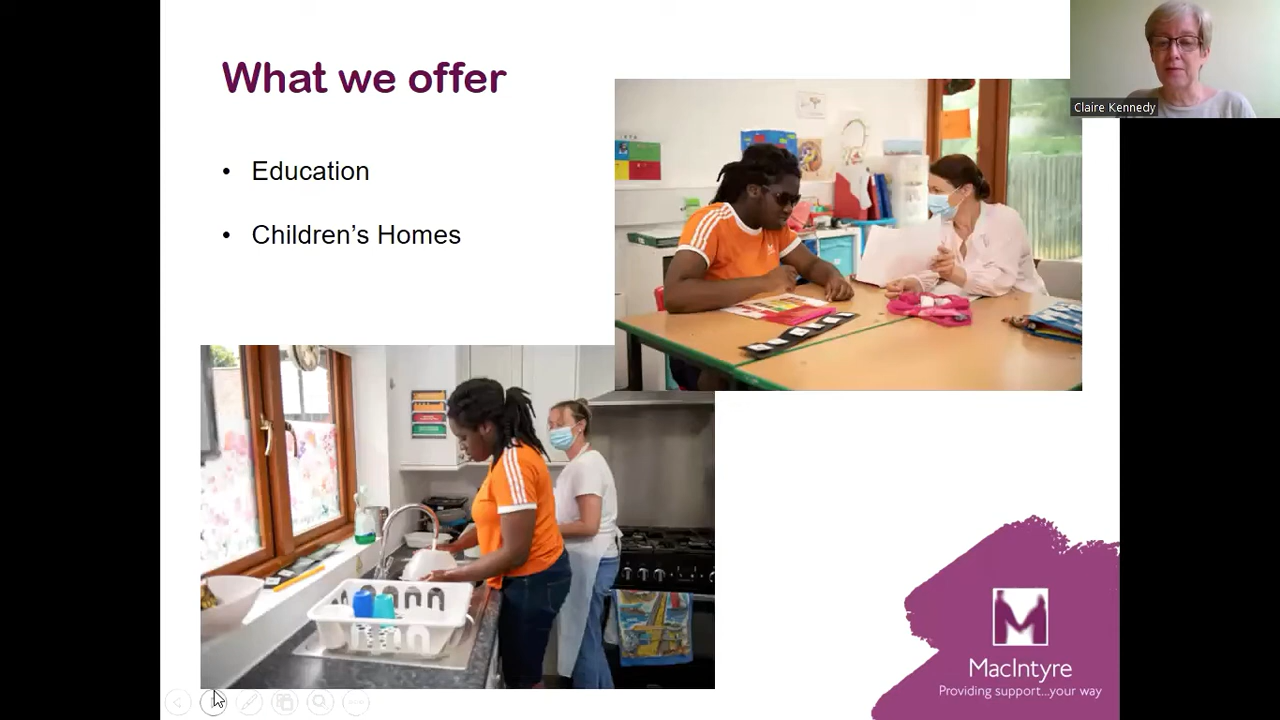 What we offer
• Education
• Children’s Homes
Claire Kennedy
MacIntyre
Providing support...your way